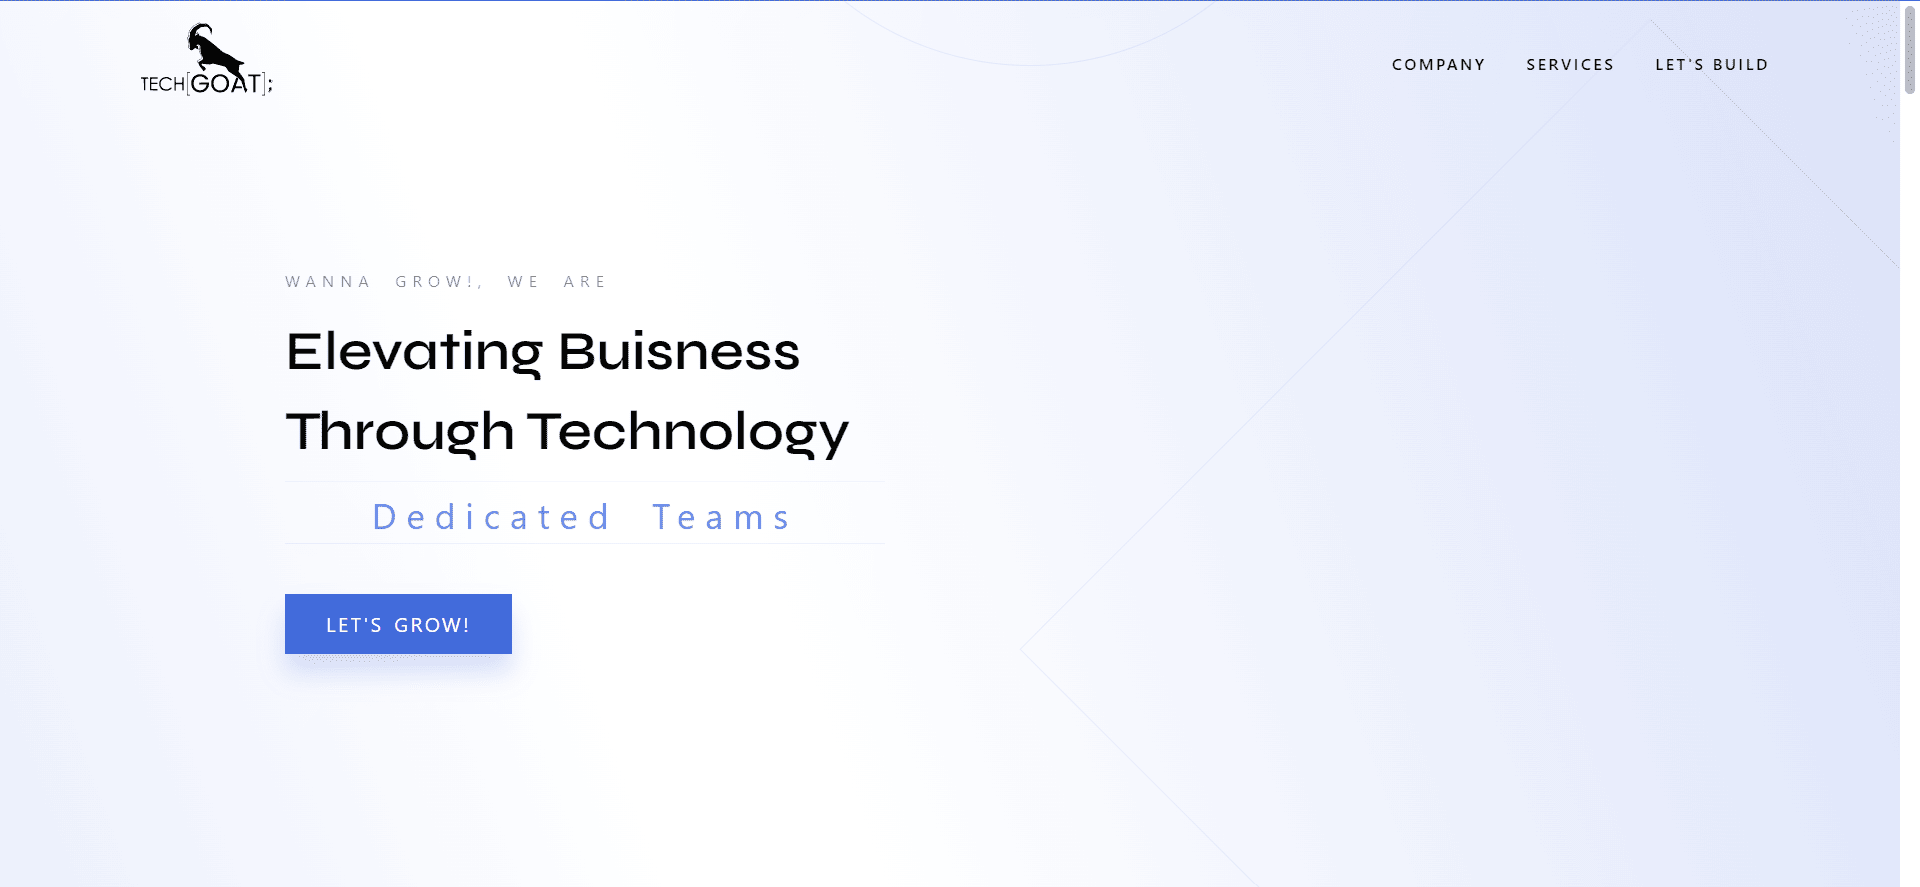 TECH[GOAT];
COMPANY SERVICES LET'S BUILD
WANNA GROW!, WE ARE
Elevating Buisness
Through Technology
Dedicated Teams
LET'S GROW!